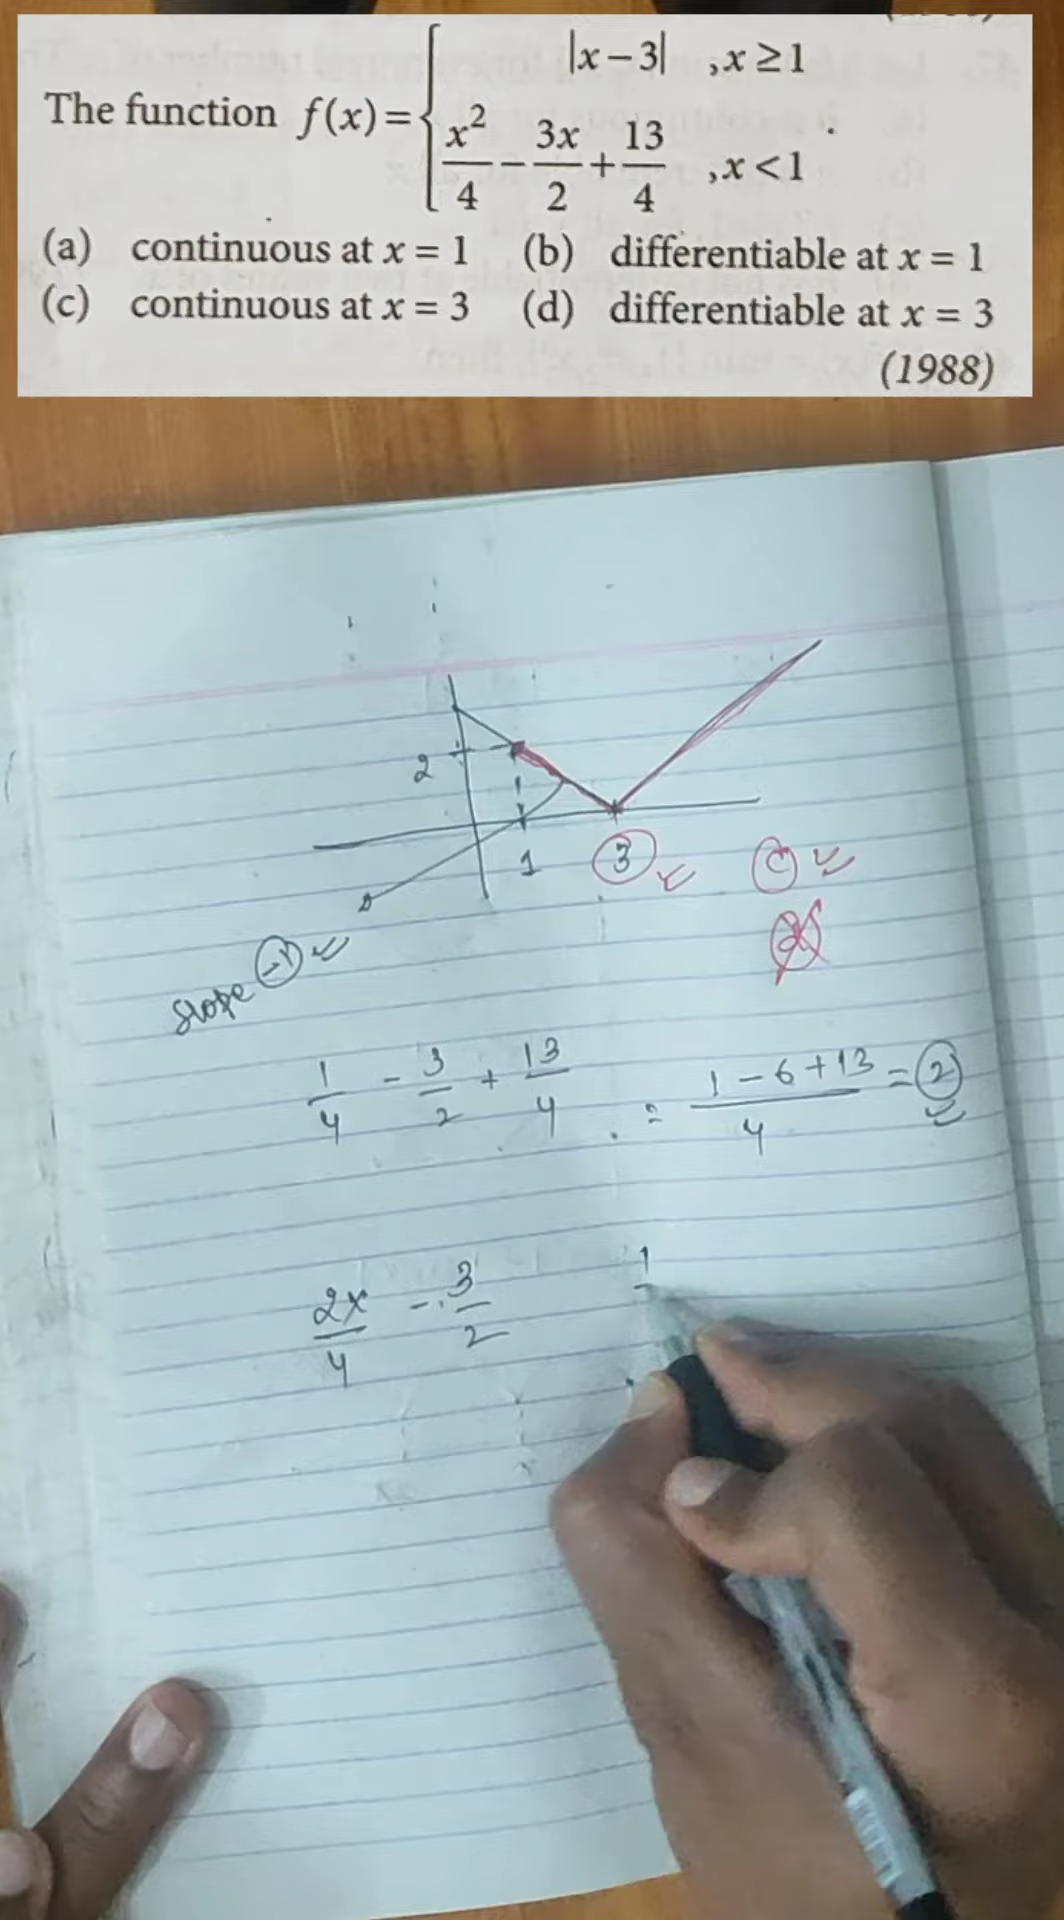 The function f(x) = { |x – 3| , x ≥ 1
x²/4 – 3x/2 + 13/4 , x < 1 .
(a) continuous at x = 1 (b) differentiable at x = 1
(c) continuous at x = 3 (d) differentiable at x = 3
(1988)
2
1 3 C
d
slope -1
1/4 - 3/2 + 13/4 = (1 - 6 + 13)/4 = 2
2x/4 - 3/2 1